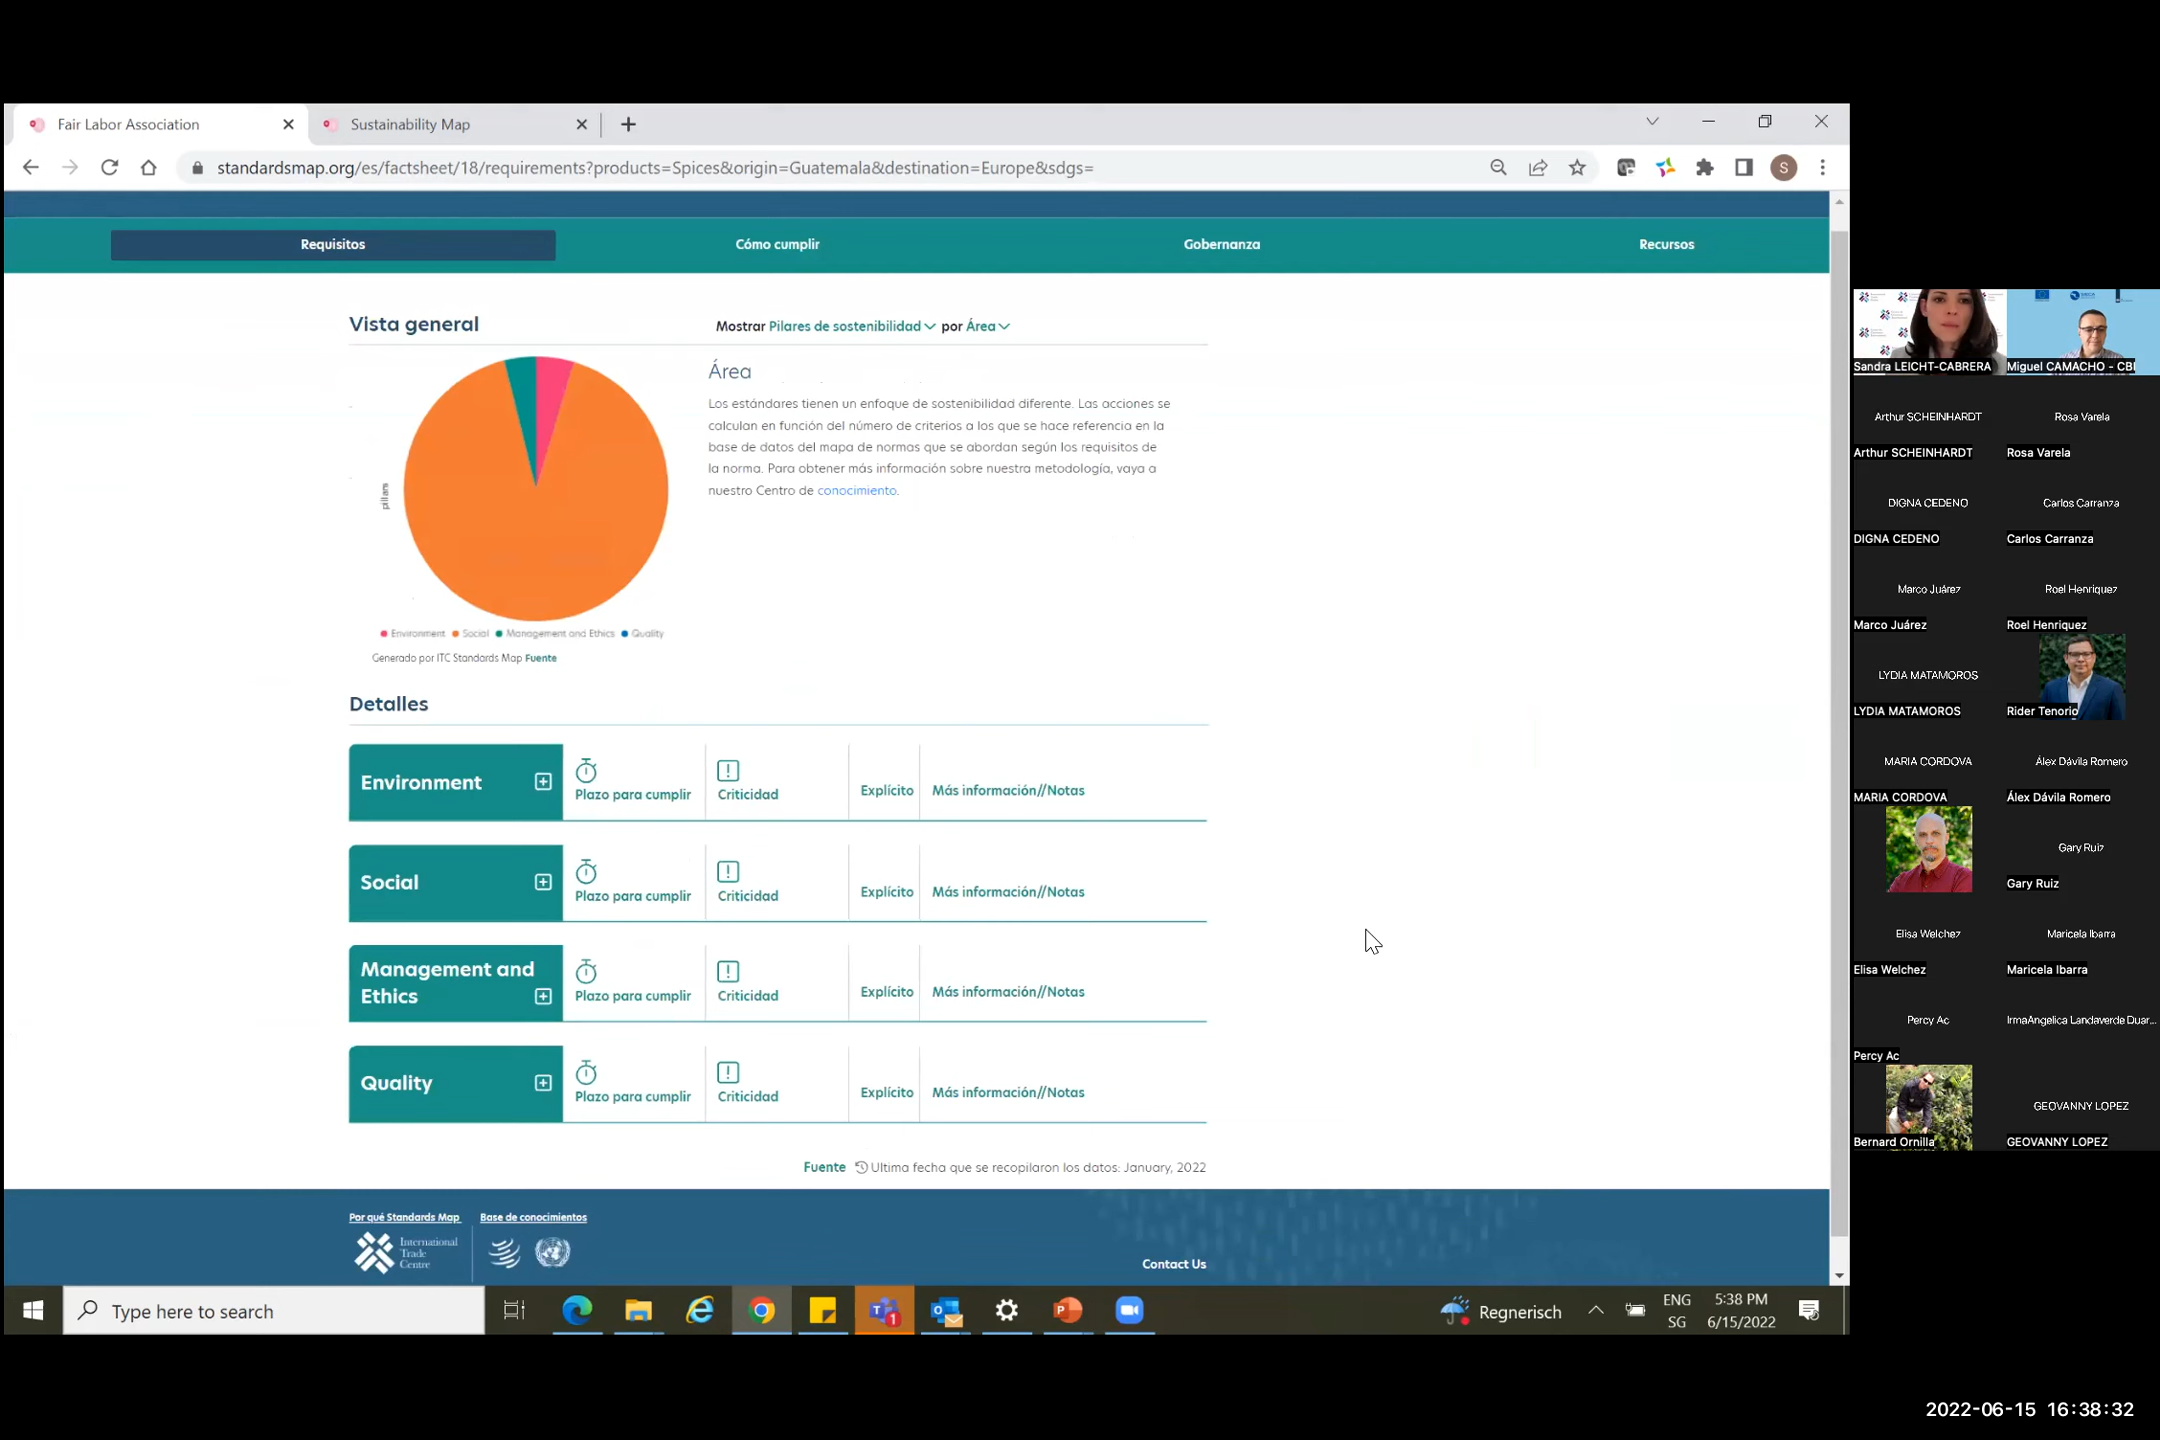 Fair Labor Association
Sustainability Map
standardsmap.org/es/factsheet/18/requirements?products=Spices&origin=Guatemala&destination=Europe&sdgs=
S
Requisitos
Cómo cumplir
Gobernanza
Recursos
Vista general
Mostrar Pilares de sostenibilidad por Área
Área
Los estándares tienen un enfoque de sostenibilidad diferente. Las acciones se
calculan en función del número de criterios a los que se hace referencia en la
base de datos del mapa de normas que se abordan según los requisitos de
la norma. Para obtener más información sobre nuestra metodología, vaya a
nuestro Centro de conocimiento.
pillars
Environment Social Management and Ethics Quality
Generado por ITC Standards Map Fuente
Detalles
Environment
Plazo para cumplir
Criticidad
Explícito
Más información//Notas
Social
Plazo para cumplir
Criticidad
Explícito
Más información//Notas
Management and
Ethics
Plazo para cumplir
Criticidad
Explícito
Más información//Notas
Quality
Plazo para cumplir
Criticidad
Explícito
Más información//Notas
Fuente Ultima fecha que se recopilaron los datos: January, 2022
Por qué Standards Map
Base de conocimientos
International
Trade
Centre
Contact Us
Type here to search
1
Regnerisch
ENG
SG
5:38 PM
6/15/2022
Sandra LEICHT-CABRERA
Miguel CAMACHO - CBI
Arthur SCHEINHARDT
Rosa Varela
Arthur SCHEINHARDT
Rosa Varela
DIGNA CEDENO
Carlos Carranza
DIGNA CEDENO
Carlos Carranza
Marco Juárez
Roel Henriquez
Marco Juárez
Roel Henriquez
LYDIA MATAMOROS
LYDIA MATAMOROS
Rider Tenorio
MARIA CORDOVA
Álex Dávila Romero
MARIA CORDOVA
Álex Dávila Romero
Gary Ruiz
Gary Ruiz
Elisa Welchez
Maricela Ibarra
Elisa Welchez
Maricela Ibarra
Percy Ac
IrmaAngelica Landaverde Duar...
Percy Ac
Bernard Ornilla
GEOVANNY LOPEZ
GEOVANNY LOPEZ
2022-06-15 16:38:32